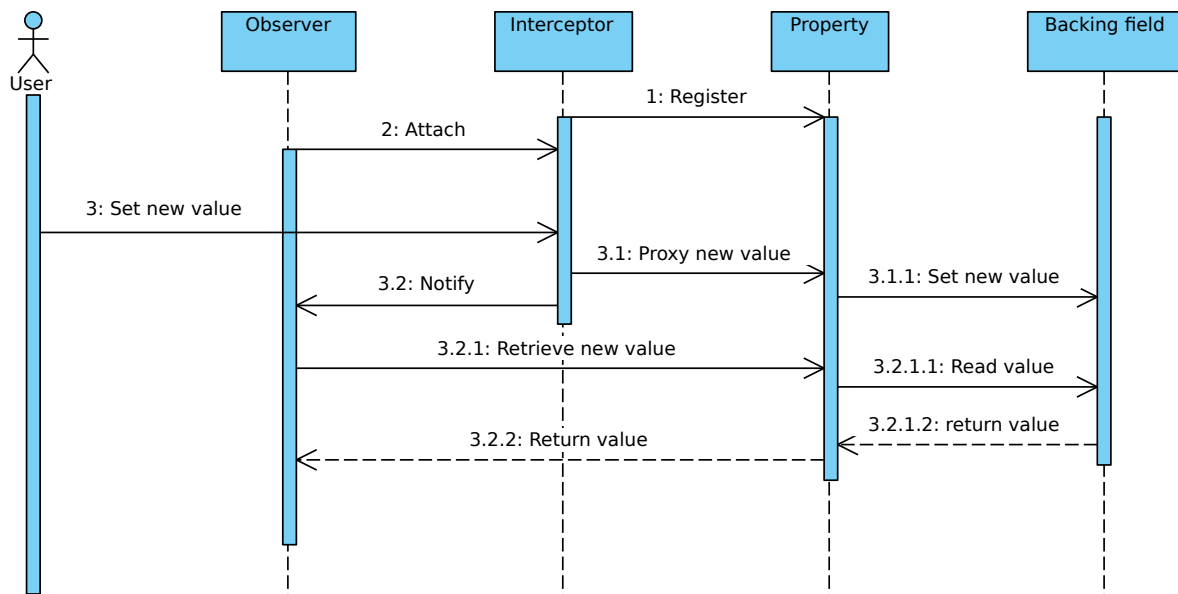 Observer
Interceptor
Property
Backing field
User
1: Register
2: Attach
3: Set new value
3.1: Proxy new value
3.2: Notify
3.1.1: Set new value
3.2.1: Retrieve new value
3.2.1.1: Read value
3.2.1.2: return value
3.2.2: Return value